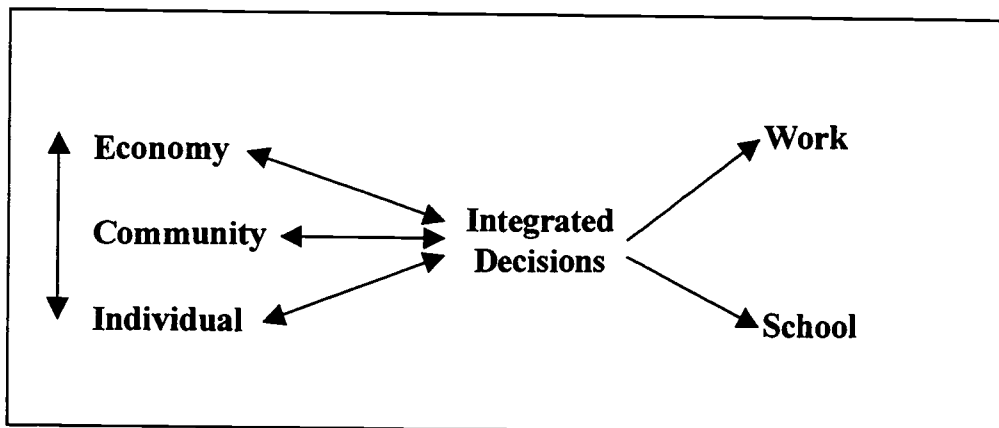 Economy
Community
Individual
Integrated
Decisions
Work
School